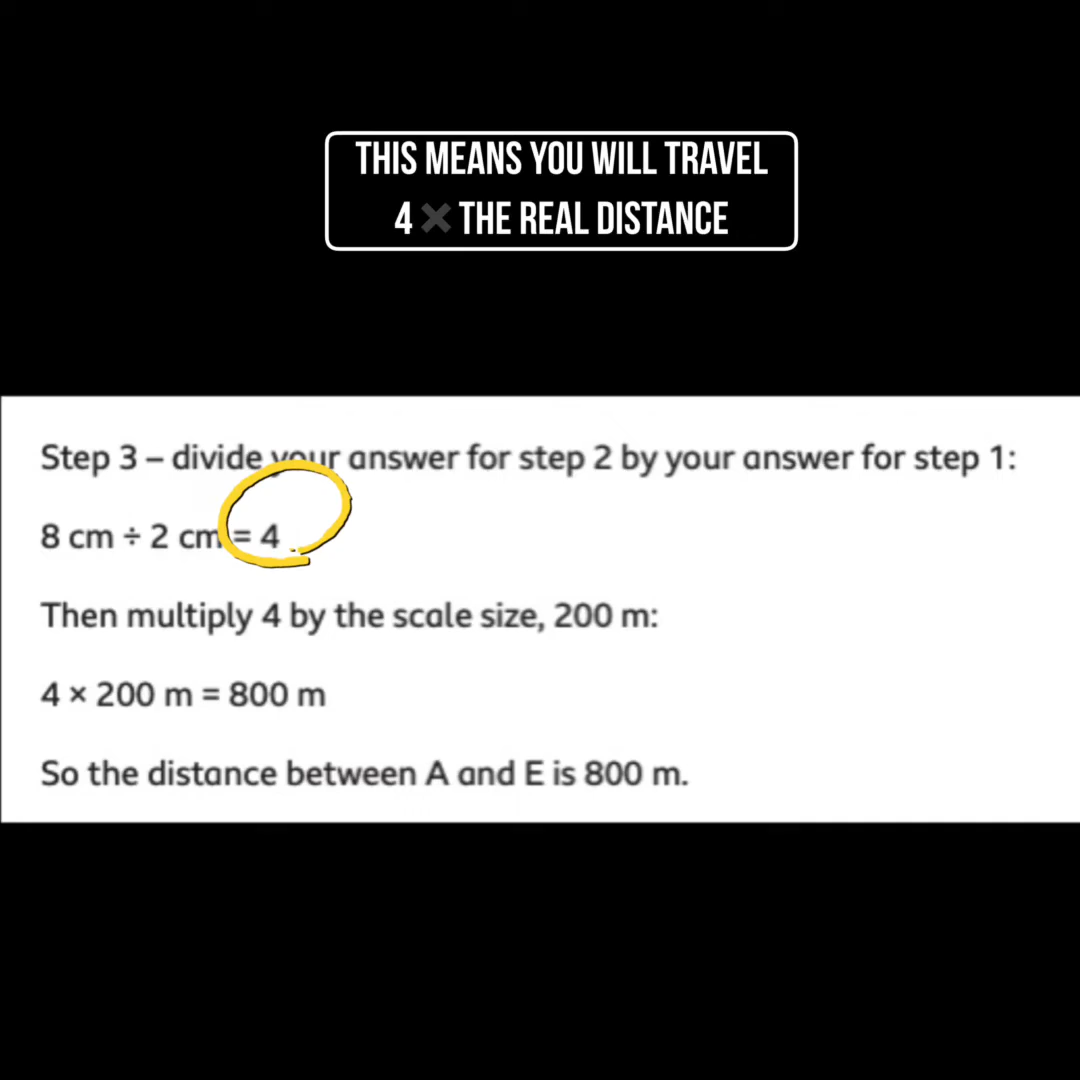 THIS MEANS YOU WILL TRAVEL
4 ✖ THE REAL DISTANCE
Step 3 – divide your answer for step 2 by your answer for step 1:
8 cm ÷ 2 cm = 4
Then multiply 4 by the scale size, 200 m:
4 × 200 m = 800 m
So the distance between A and E is 800 m.